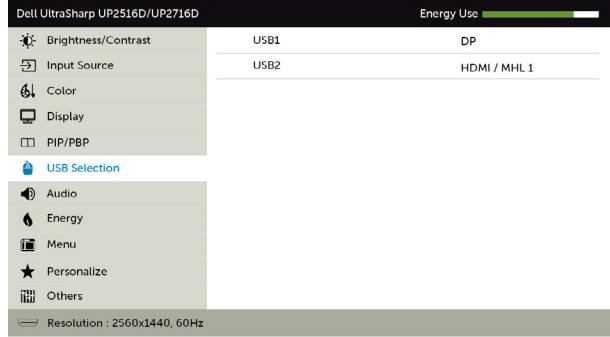 Dell UltraSharp UP2516D/UP2716D Energy Use
Brightness/Contrast USB1 DP
Input Source USB2 HDMI / MHL 1
Color
Display
PIP/PBP
USB Selection
Audio
Energy
Menu
Personalize
Others
Resolution : 2560x1440, 60Hz